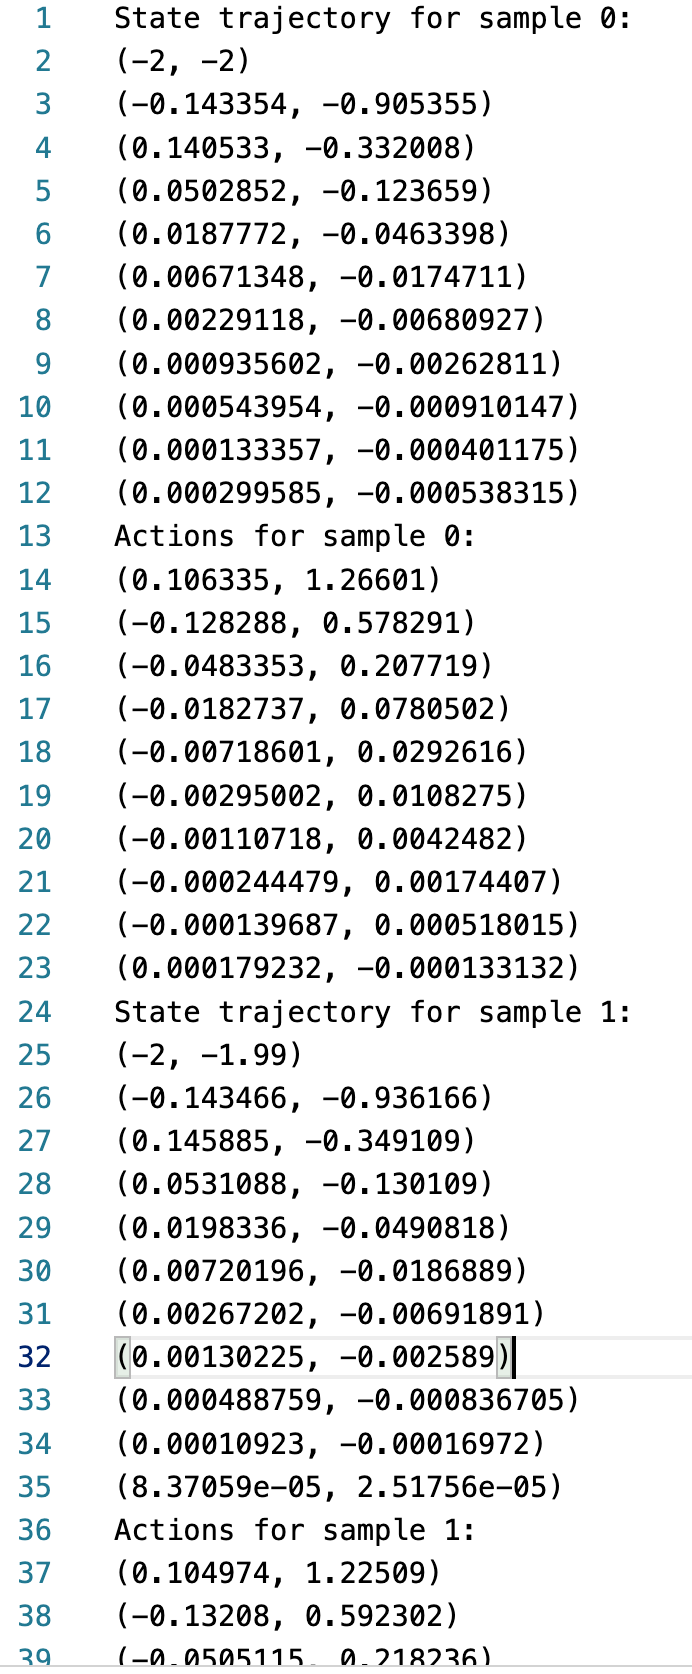 1 State trajectory for sample 0:
2 (-2, -2)
3 (-0.143354, -0.905355)
4 (0.140533, -0.332008)
5 (0.0502852, -0.123659)
6 (0.0187772, -0.0463398)
7 (0.00671348, -0.0174711)
8 (0.00229118, -0.00680927)
9 (0.000935602, -0.00262811)
10 (0.000543954, -0.000910147)
11 (0.000133357, -0.000401175)
12 (0.000299585, -0.000538315)
13 Actions for sample 0:
14 (0.106335, 1.26601)
15 (-0.128288, 0.578291)
16 (-0.0483353, 0.207719)
17 (-0.0182737, 0.0780502)
18 (-0.00718601, 0.0292616)
19 (-0.00295002, 0.0108275)
20 (-0.00110718, 0.0042482)
21 (-0.000244479, 0.00174407)
22 (-0.000139687, 0.000518015)
23 (0.000179232, -0.000133132)
24 State trajectory for sample 1:
25 (-2, -1.99)
26 (-0.143466, -0.936166)
27 (0.145885, -0.349109)
28 (0.0531088, -0.130109)
29 (0.0198336, -0.0490818)
30 (0.00720196, -0.0186889)
31 (0.00267202, -0.00691891)
32 (0.00130225, -0.002589)
33 (0.000488759, -0.000836705)
34 (0.00010923, -0.00016972)
35 (8.37059e-05, 2.51756e-05)
36 Actions for sample 1:
37 (0.104974, 1.22509)
38 (-0.13208, 0.592302)
39 (-0.0505115, 0.218236)